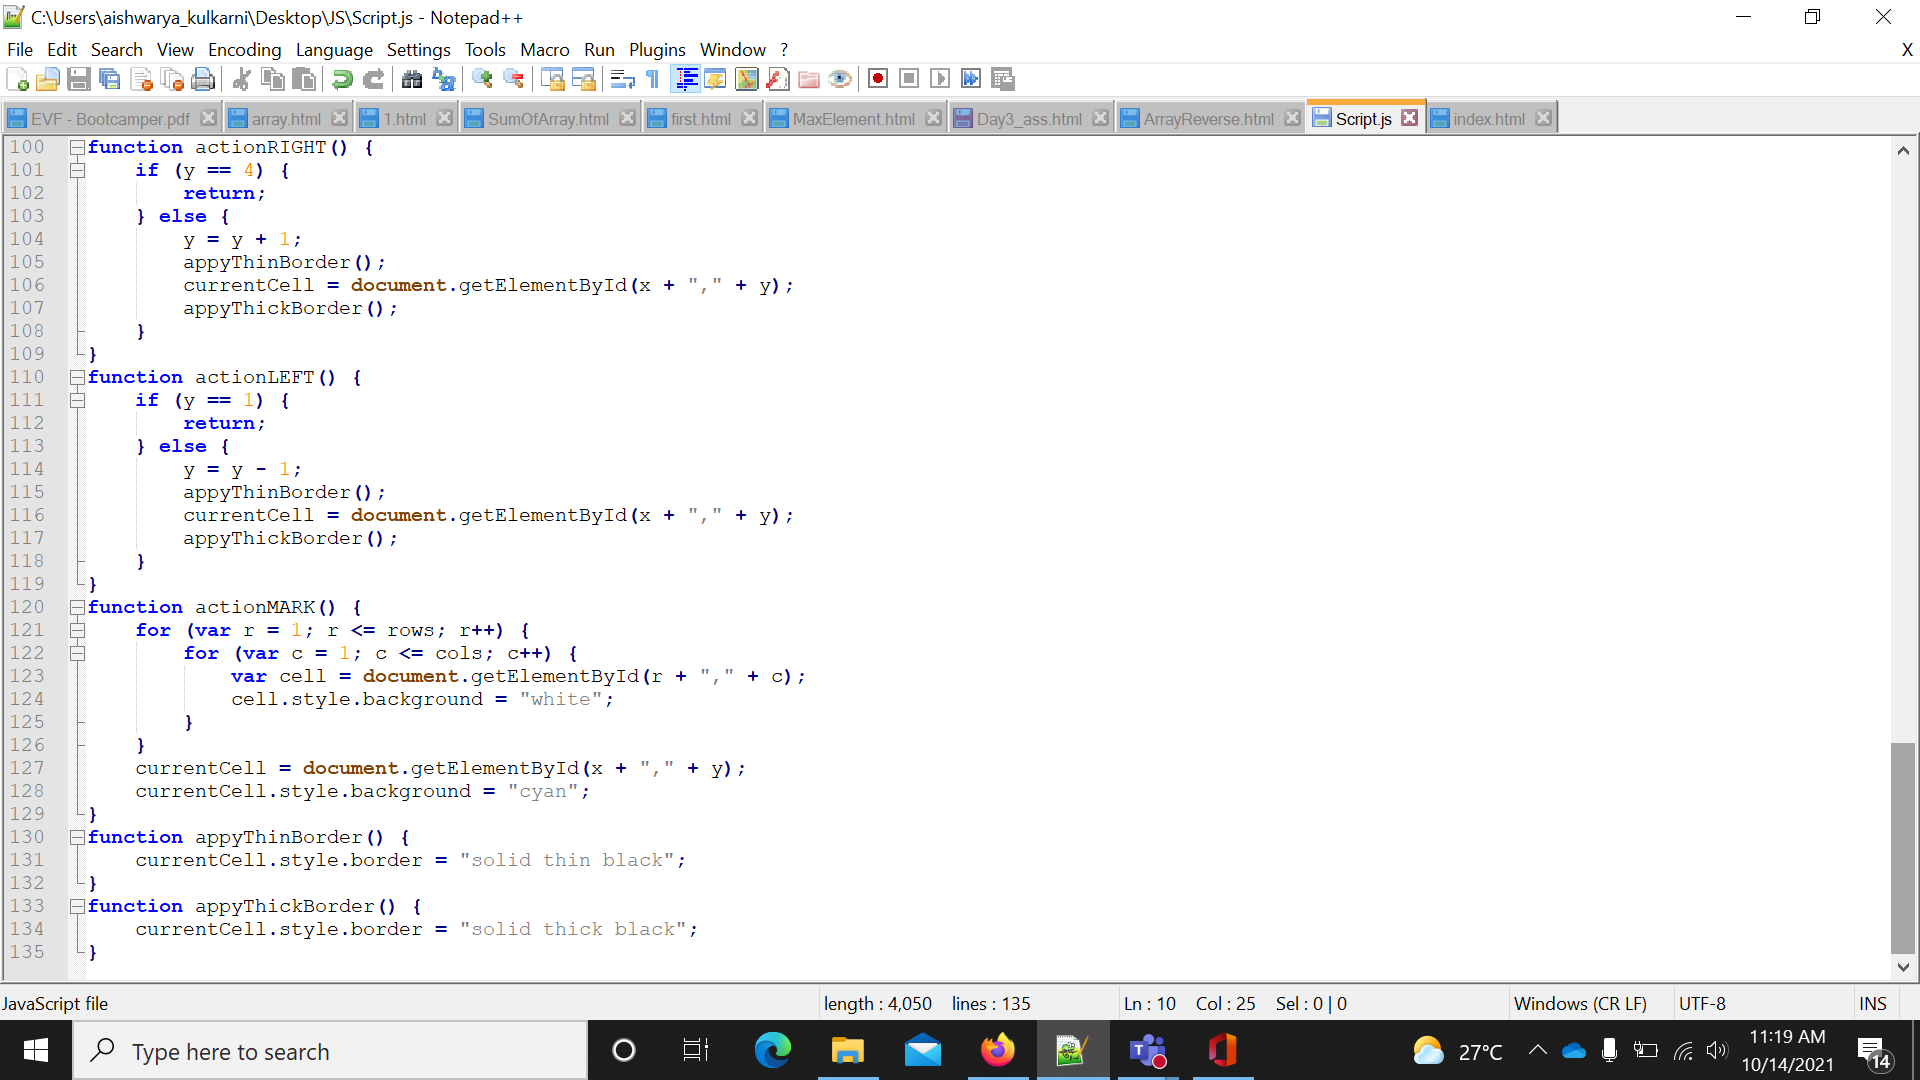 C:\Users\aishwarya_kulkarni\Desktop\JS\Script.js - Notepad++
File Edit Search View Encoding Language Settings Tools Macro Run Plugins Window ? X
EVF - Bootcamper.pdf array.html 1.html SumOfArray.html first.html MaxElement.html Day3_ass.html ArrayReverse.html Script.js index.html
100 function actionRIGHT() {
101     if (y == 4) {
102         return;
103     } else {
104         y = y + 1;
105         appyThinBorder();
106         currentCell = document.getElementById(x + "," + y);
107         appyThickBorder();
108     }
109 }
110 function actionLEFT() {
111     if (y == 1) {
112         return;
113     } else {
114         y = y - 1;
115         appyThinBorder();
116         currentCell = document.getElementById(x + "," + y);
117         appyThickBorder();
118     }
119 }
120 function actionMARK() {
121     for (var r = 1; r <= rows; r++) {
122         for (var c = 1; c <= cols; c++) {
123             var cell = document.getElementById(r + "," + c);
124             cell.style.background = "white";
125         }
126     }
127     currentCell = document.getElementById(x + "," + y);
128     currentCell.style.background = "cyan";
129 }
130 function appyThinBorder() {
131     currentCell.style.border = "solid thin black";
132 }
133 function appyThickBorder() {
134     currentCell.style.border = "solid thick black";
135 }
JavaScript file length : 4,050 lines : 135 Ln : 10 Col : 25 Sel : 0 | 0 Windows (CR LF) UTF-8 INS
Type here to search 27°C 11:19 AM
10/14/2021 14